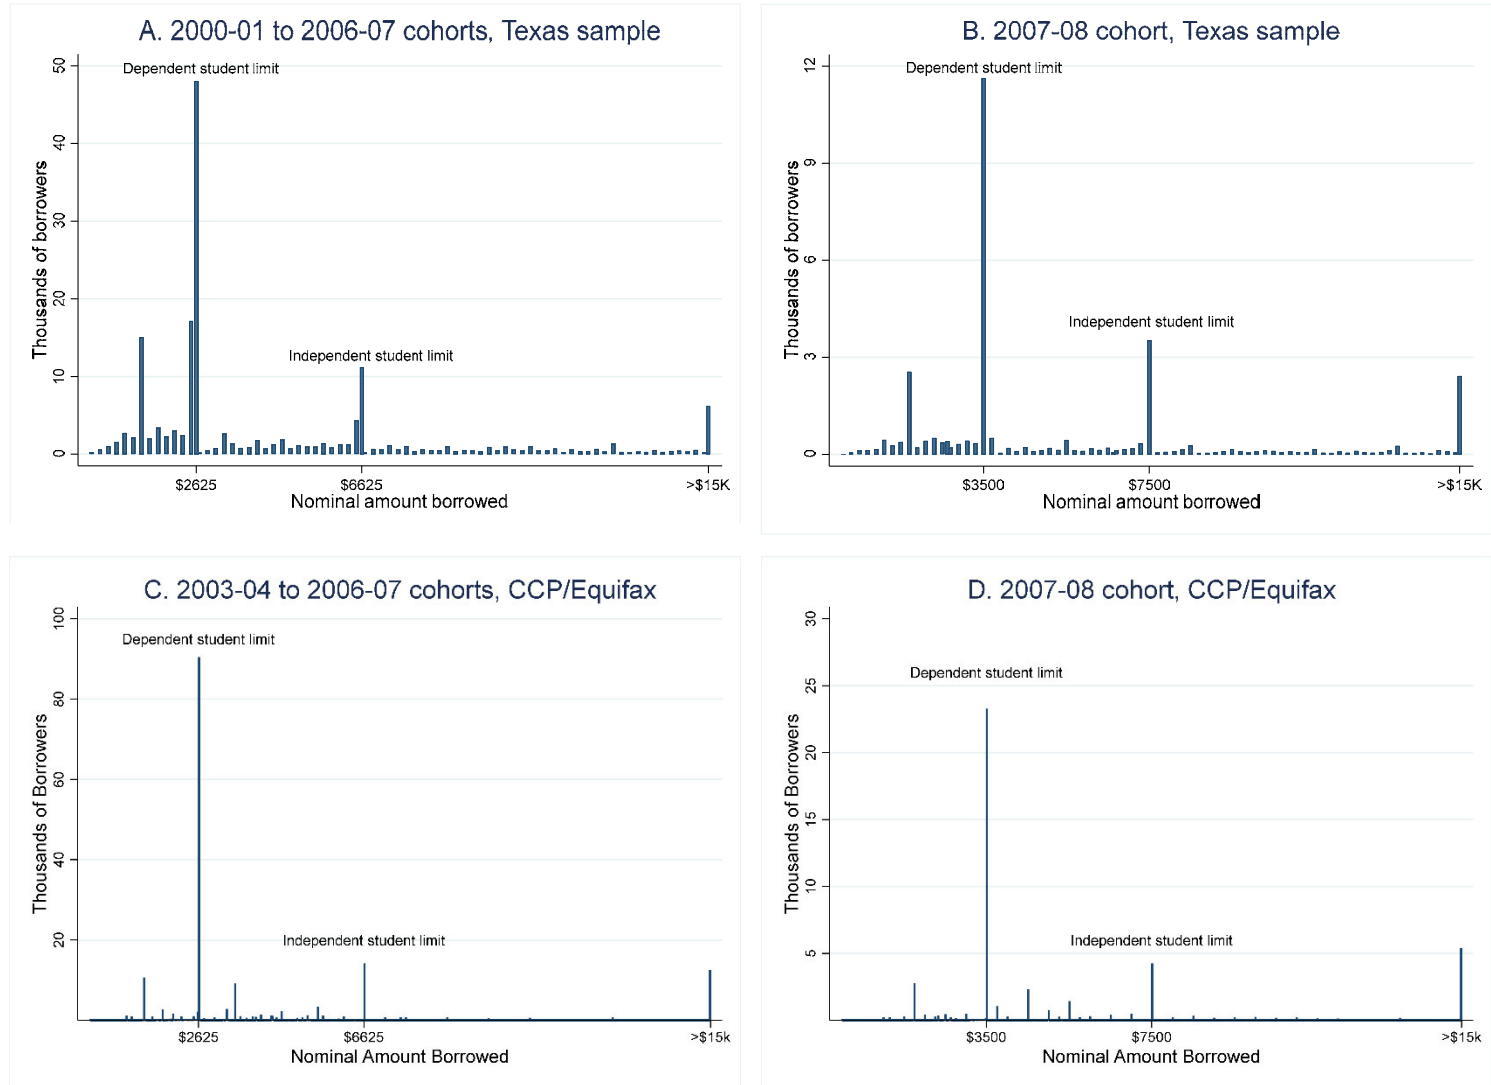 A. 2000-01 to 2006-07 cohorts, Texas sample
Thousands of borrowers
50
40
30
20
10
0
Dependent student limit
Independent student limit
$2625
$6625
>$15K
Nominal amount borrowed
B. 2007-08 cohort, Texas sample
Thousands of borrowers
12
9
6
3
0
Dependent student limit
Independent student limit
$3500
$7500
>$15K
Nominal amount borrowed
C. 2003-04 to 2006-07 cohorts, CCP/Equifax
Thousands of Borrowers
100
80
60
40
20
Dependent student limit
Independent student limit
$2625
$6625
>$15k
Nominal Amount Borrowed
D. 2007-08 cohort, CCP/Equifax
Thousands of Borrowers
30
25
20
15
10
5
Dependent student limit
Independent student limit
$3500
$7500
>$15k
Nominal Amount Borrowed